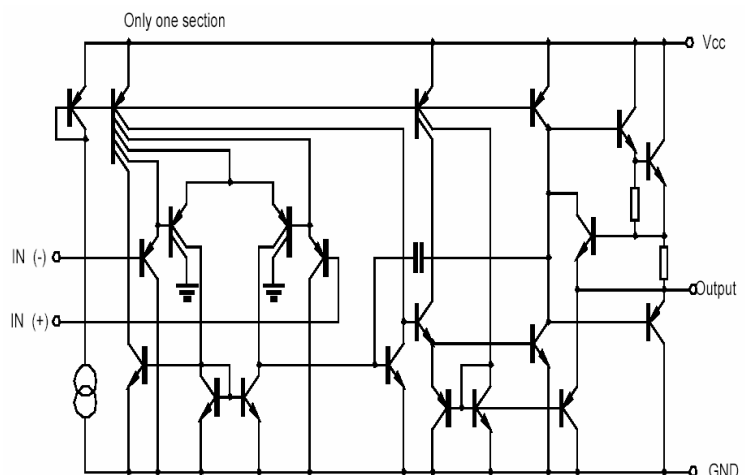 Only one section
Vcc
IN (-)
Output
IN (+)
GND